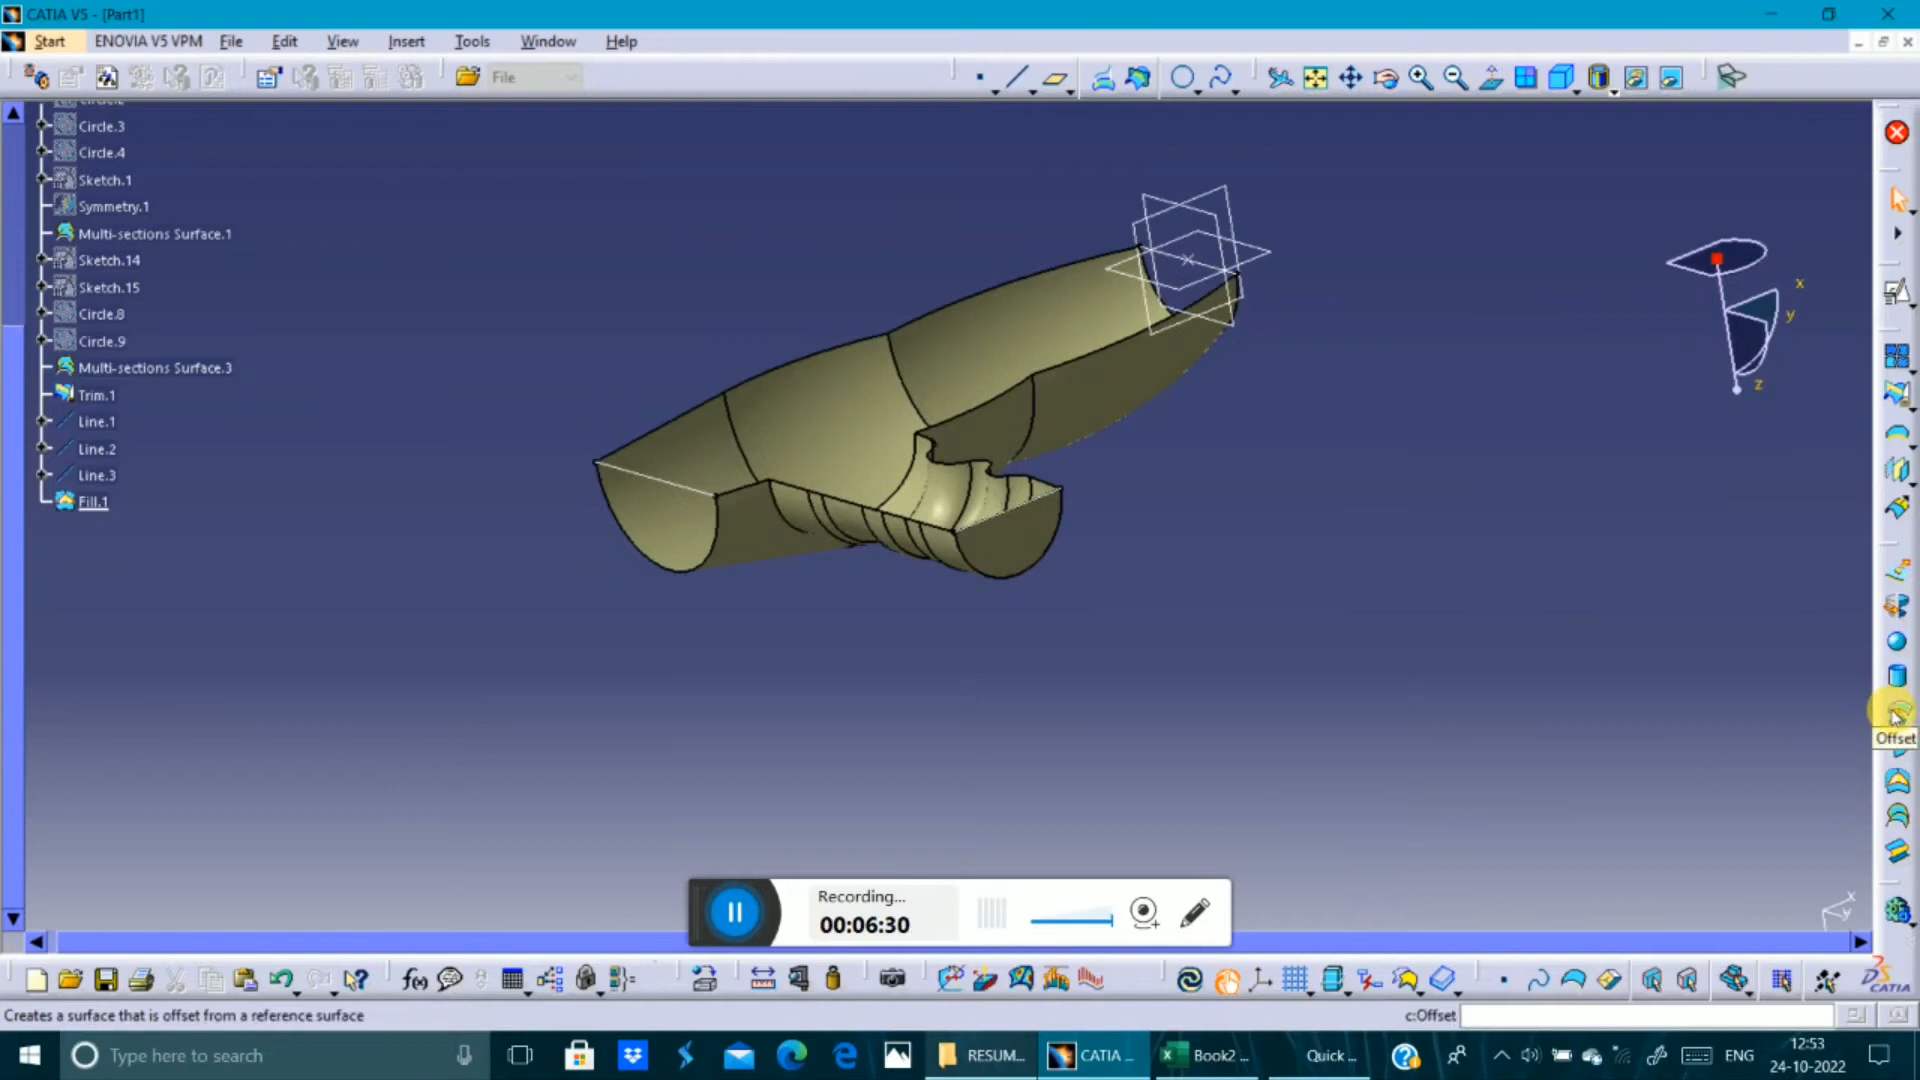 CATIA V5 - [Part1]
Start ENOVIA V5 VPM File Edit View Insert Tools Window Help
File
Circle.3
Circle.4
Sketch.1
Symmetry.1
Multi-sections Surface.1
Sketch.14
Sketch.15
Circle.8
Circle.9
Multi-sections Surface.3
Trim.1
Line.1
Line.2
Line.3
Fill.1
x
y
z
Offset
Recording...
00:06:30
x
y
f(x)
CATIA
Creates a surface that is offset from a reference surface
c:Offset
Type here to search
RESUM...
CATIA ...
Book2 ...
Quick ...
ENG
12:53
24-10-2022